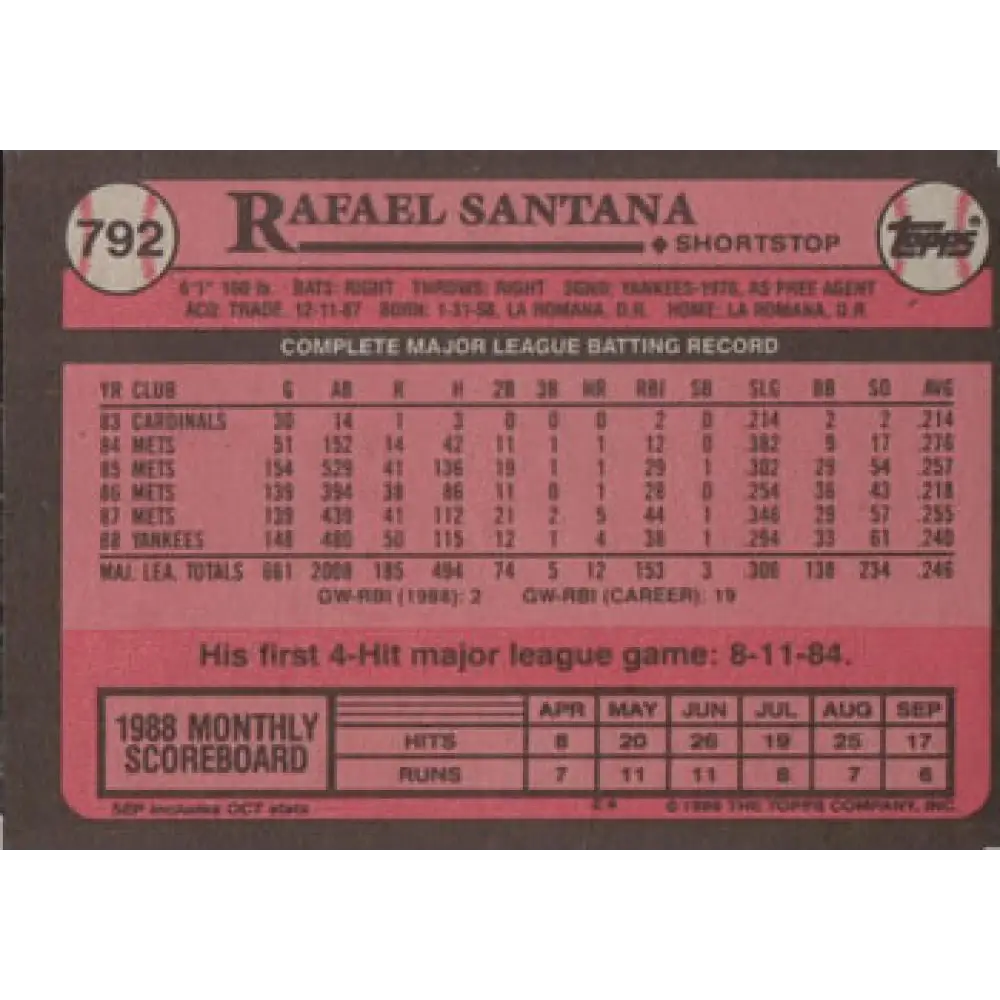 792
RAFAEL SANTANA
SHORTSTOP
TOPPS®
6'1" 160 lb. BATS: RIGHT THROWS: RIGHT SGND: YANKEES-1976, AS FREE AGENT
ACQ: TRADE, 12-11-87 BORN: 1-31-58, LA ROMANA, D.R. HOME: LA ROMANA, D.R.
COMPLETE MAJOR LEAGUE BATTING RECORD
YR CLUB G AB R H 2B 3B HR RBI SB SLG BB SO AVG
83 CARDINALS 30 14 1 3 0 0 0 2 0 .214 2 2 .214
84 METS 51 152 14 42 11 1 1 12 0 .382 9 17 .276
85 METS 154 529 41 136 19 1 1 29 1 .302 29 54 .257
86 METS 139 394 38 86 11 0 1 28 0 .254 36 43 .218
87 METS 139 439 41 112 21 2 5 44 1 .346 29 57 .255
88 YANKEES 148 480 50 115 12 1 4 38 1 .294 33 61 .240
MAJ. LEA. TOTALS 661 2008 185 494 74 5 12 153 3 .306 138 234 .246
GW-RBI (1988): 2 GW-RBI (CAREER): 19
His first 4-Hit major league game: 8-11-84.
1988 MONTHLY SCOREBOARD
APR MAY JUN JUL AUG SEP
HITS 8 20 26 19 25 17
RUNS 7 11 11 8 7 6
SEP includes OCT stats
© 1989 THE TOPPS COMPANY, INC.